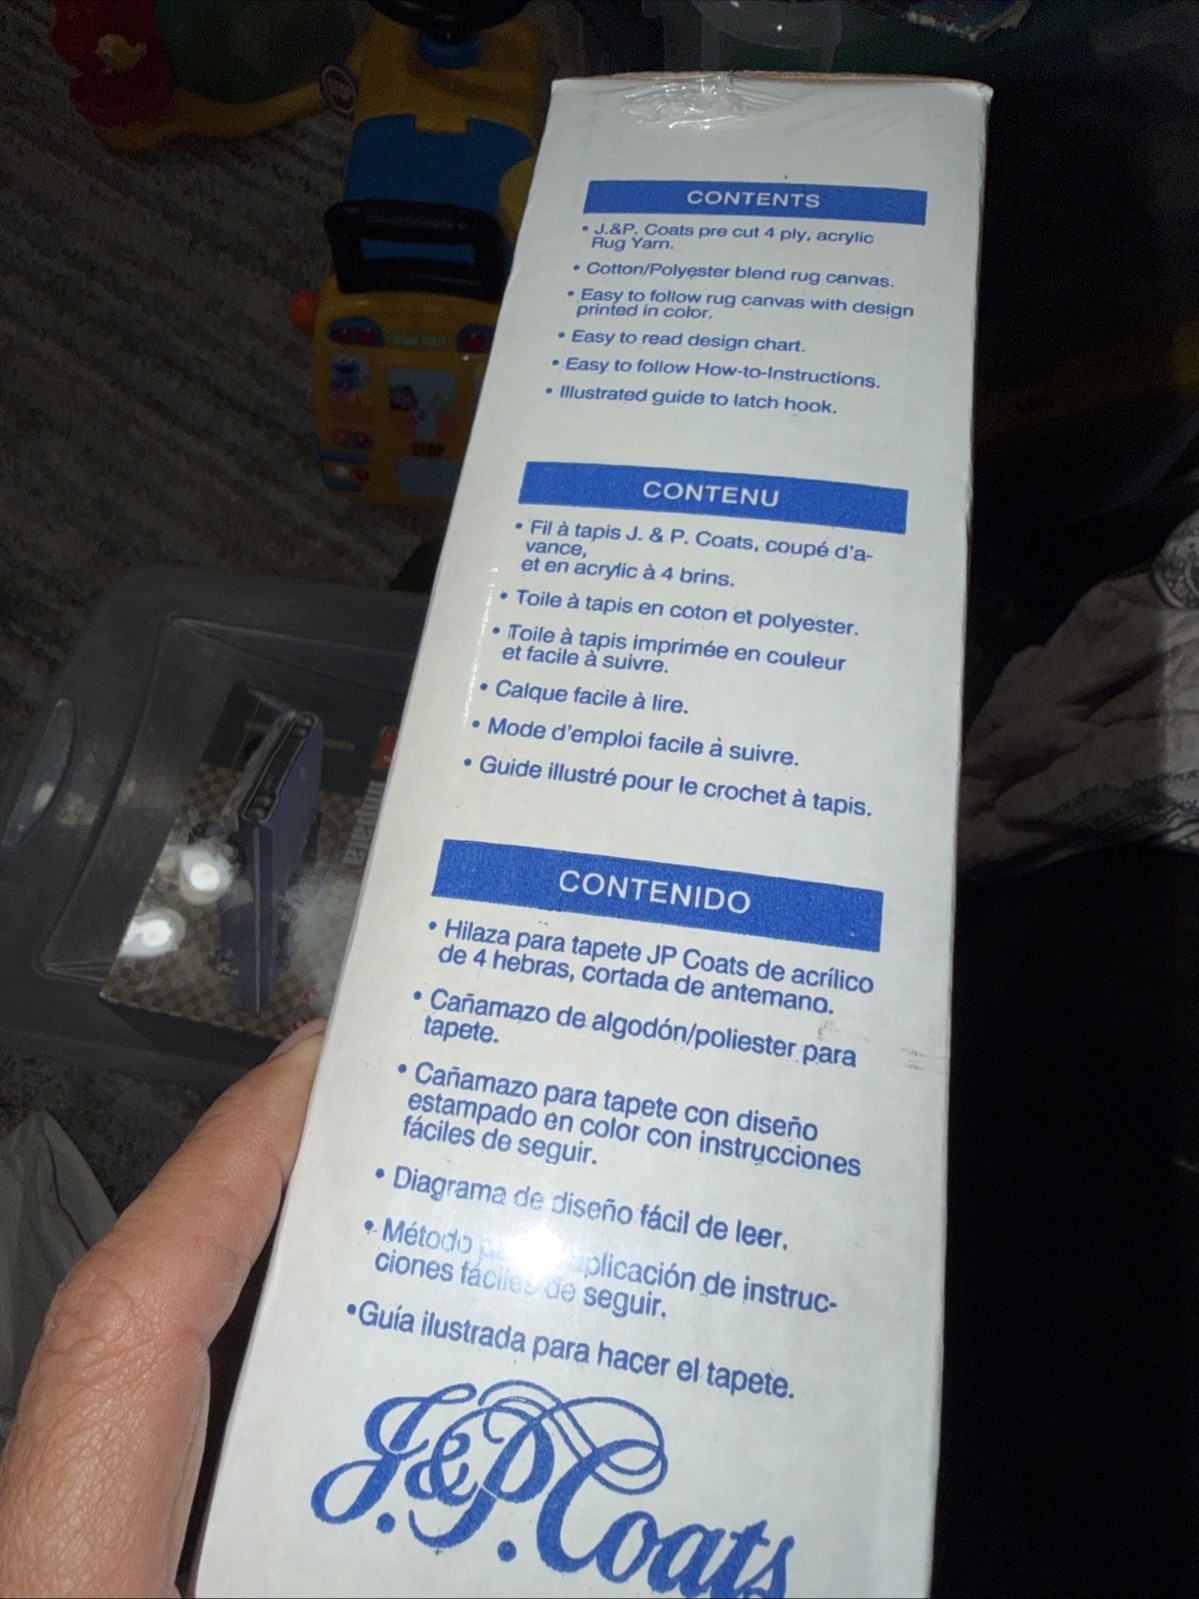 CONTENTS
• J.&P. Coats pre cut 4 ply, acrylic
Rug Yarn.
• Cotton/Polyester blend rug canvas.
• Easy to follow rug canvas with design
printed in color.
• Easy to read design chart.
• Easy to follow How-to-Instructions.
• Illustrated guide to latch hook.
CONTENU
• Fil à tapis J. & P. Coats, coupé d'a-
vance,
et en acrylic à 4 brins.
• Toile à tapis en coton et polyester.
• Toile à tapis imprimée en couleur
et facile à suivre.
• Calque facile à lire.
• Mode d'emploi facile à suivre.
• Guide illustré pour le crochet à tapis.
CONTENIDO
• Hilaza para tapete JP Coats de acrílico
de 4 hebras, cortada de antemano.
• Cañamazo de algodón/poliester para
tapete.
• Cañamazo para tapete con diseño
estampado en color con instrucciones
fáciles de seguir.
• Diagrama de diseño fácil de leer.
• Método aplicación de instruc-
ciones fáciles de seguir.
•Guía ilustrada para hacer el tapete.
J.&P. Coats
STOP
STOP
Impala